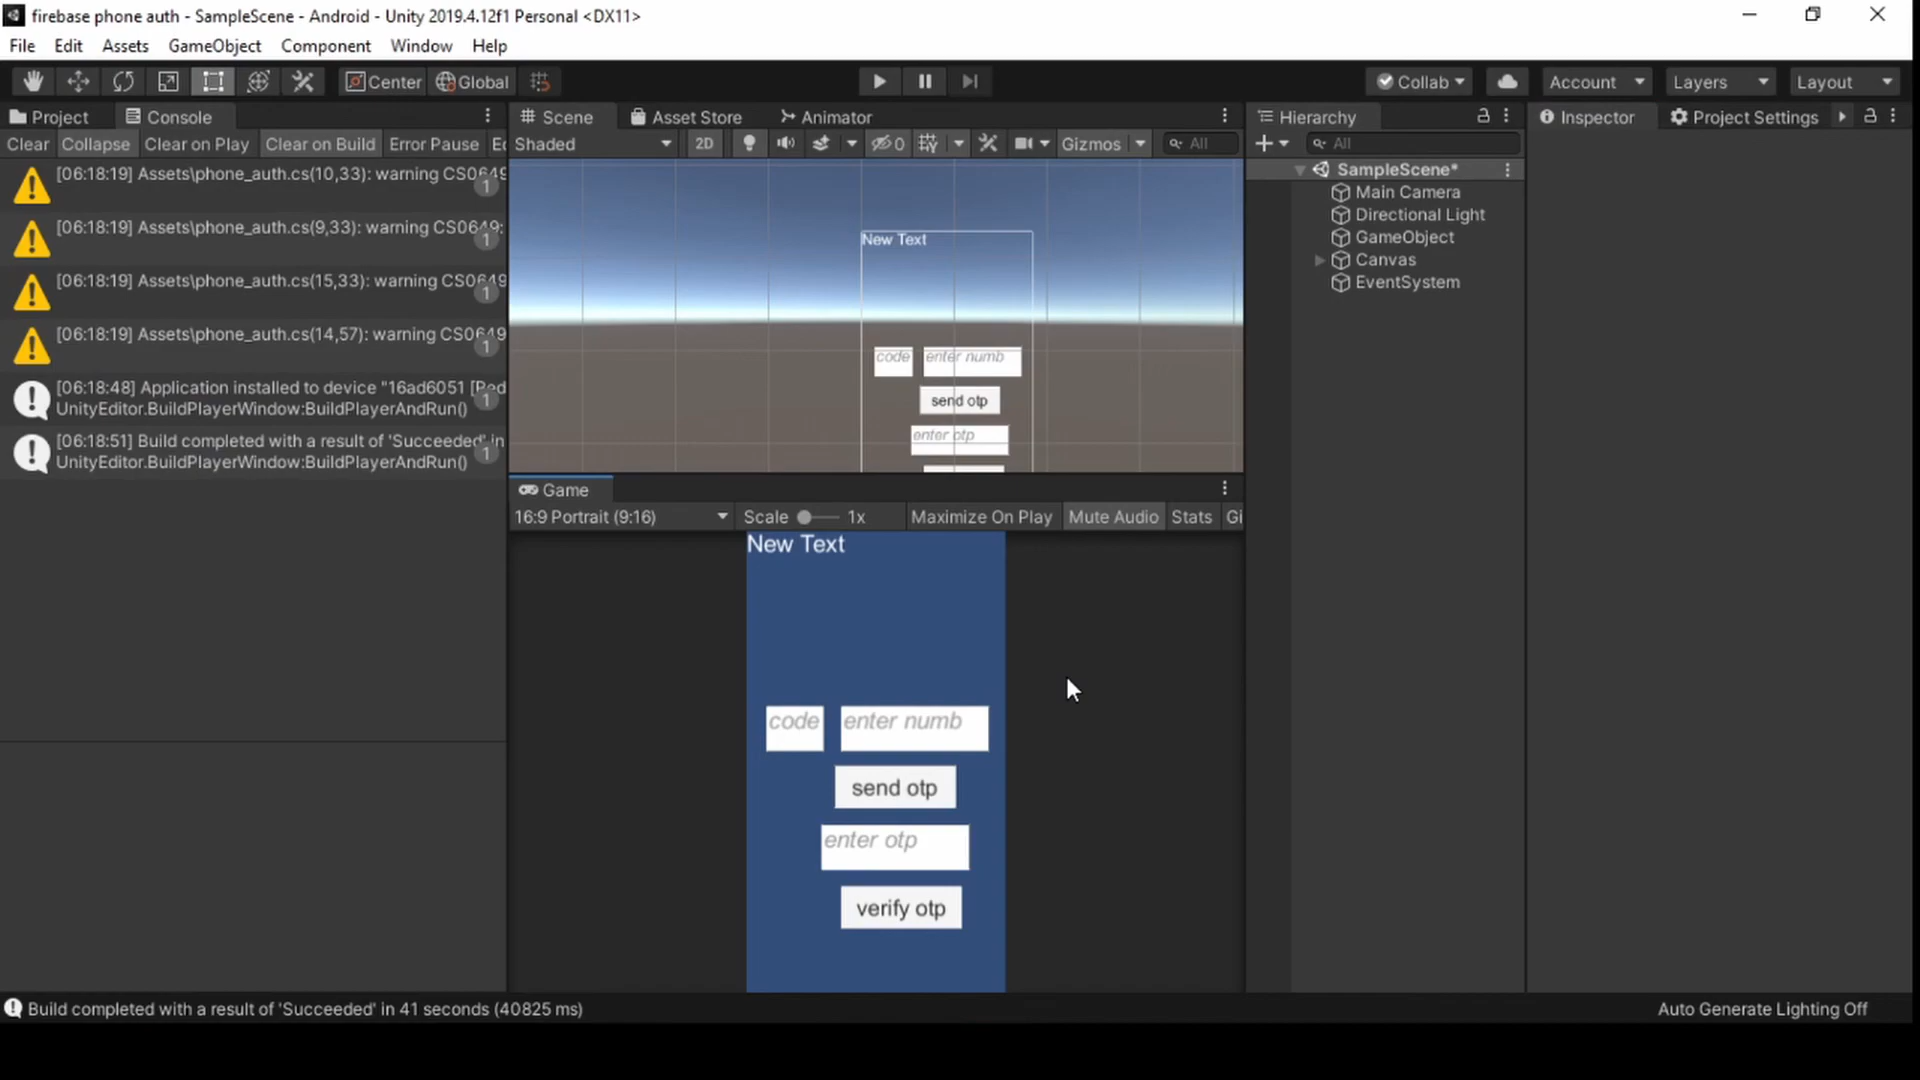 firebase phone auth - SampleScene - Android - Unity 2019.4.12f1 Personal <DX11>
File Edit Assets GameObject Component Window Help
Center Global Collab Account Layers Layout
Project Console
Clear Collapse Clear on Play Clear on Build Error Pause E
[06:18:19] Assets\phone_auth.cs(10,33): warning CS0649
1
[06:18:19] Assets\phone_auth.cs(9,33): warning CS0649:
1
[06:18:19] Assets\phone_auth.cs(15,33): warning CS0649
1
[06:18:19] Assets\phone_auth.cs(14,57): warning CS0649
1
[06:18:48] Application installed to device "16ad6051 [Red
UnityEditor.BuildPlayerWindow:BuildPlayerAndRun()
1
[06:18:51] Build completed with a result of 'Succeeded' in
UnityEditor.BuildPlayerWindow:BuildPlayerAndRun()
1
Scene Asset Store Animator
Shaded 2D 0 Gizmos All
New Text
code enter numb
send otp
enter otp
Game
16:9 Portrait (9:16) Scale 1x Maximize On Play Mute Audio Stats Gi
New Text
code enter numb
send otp
enter otp
verify otp
Hierarchy
All
SampleScene*
Main Camera
Directional Light
GameObject
Canvas
EventSystem
Inspector Project Settings
Build completed with a result of 'Succeeded' in 41 seconds (40825 ms)
Auto Generate Lighting Off